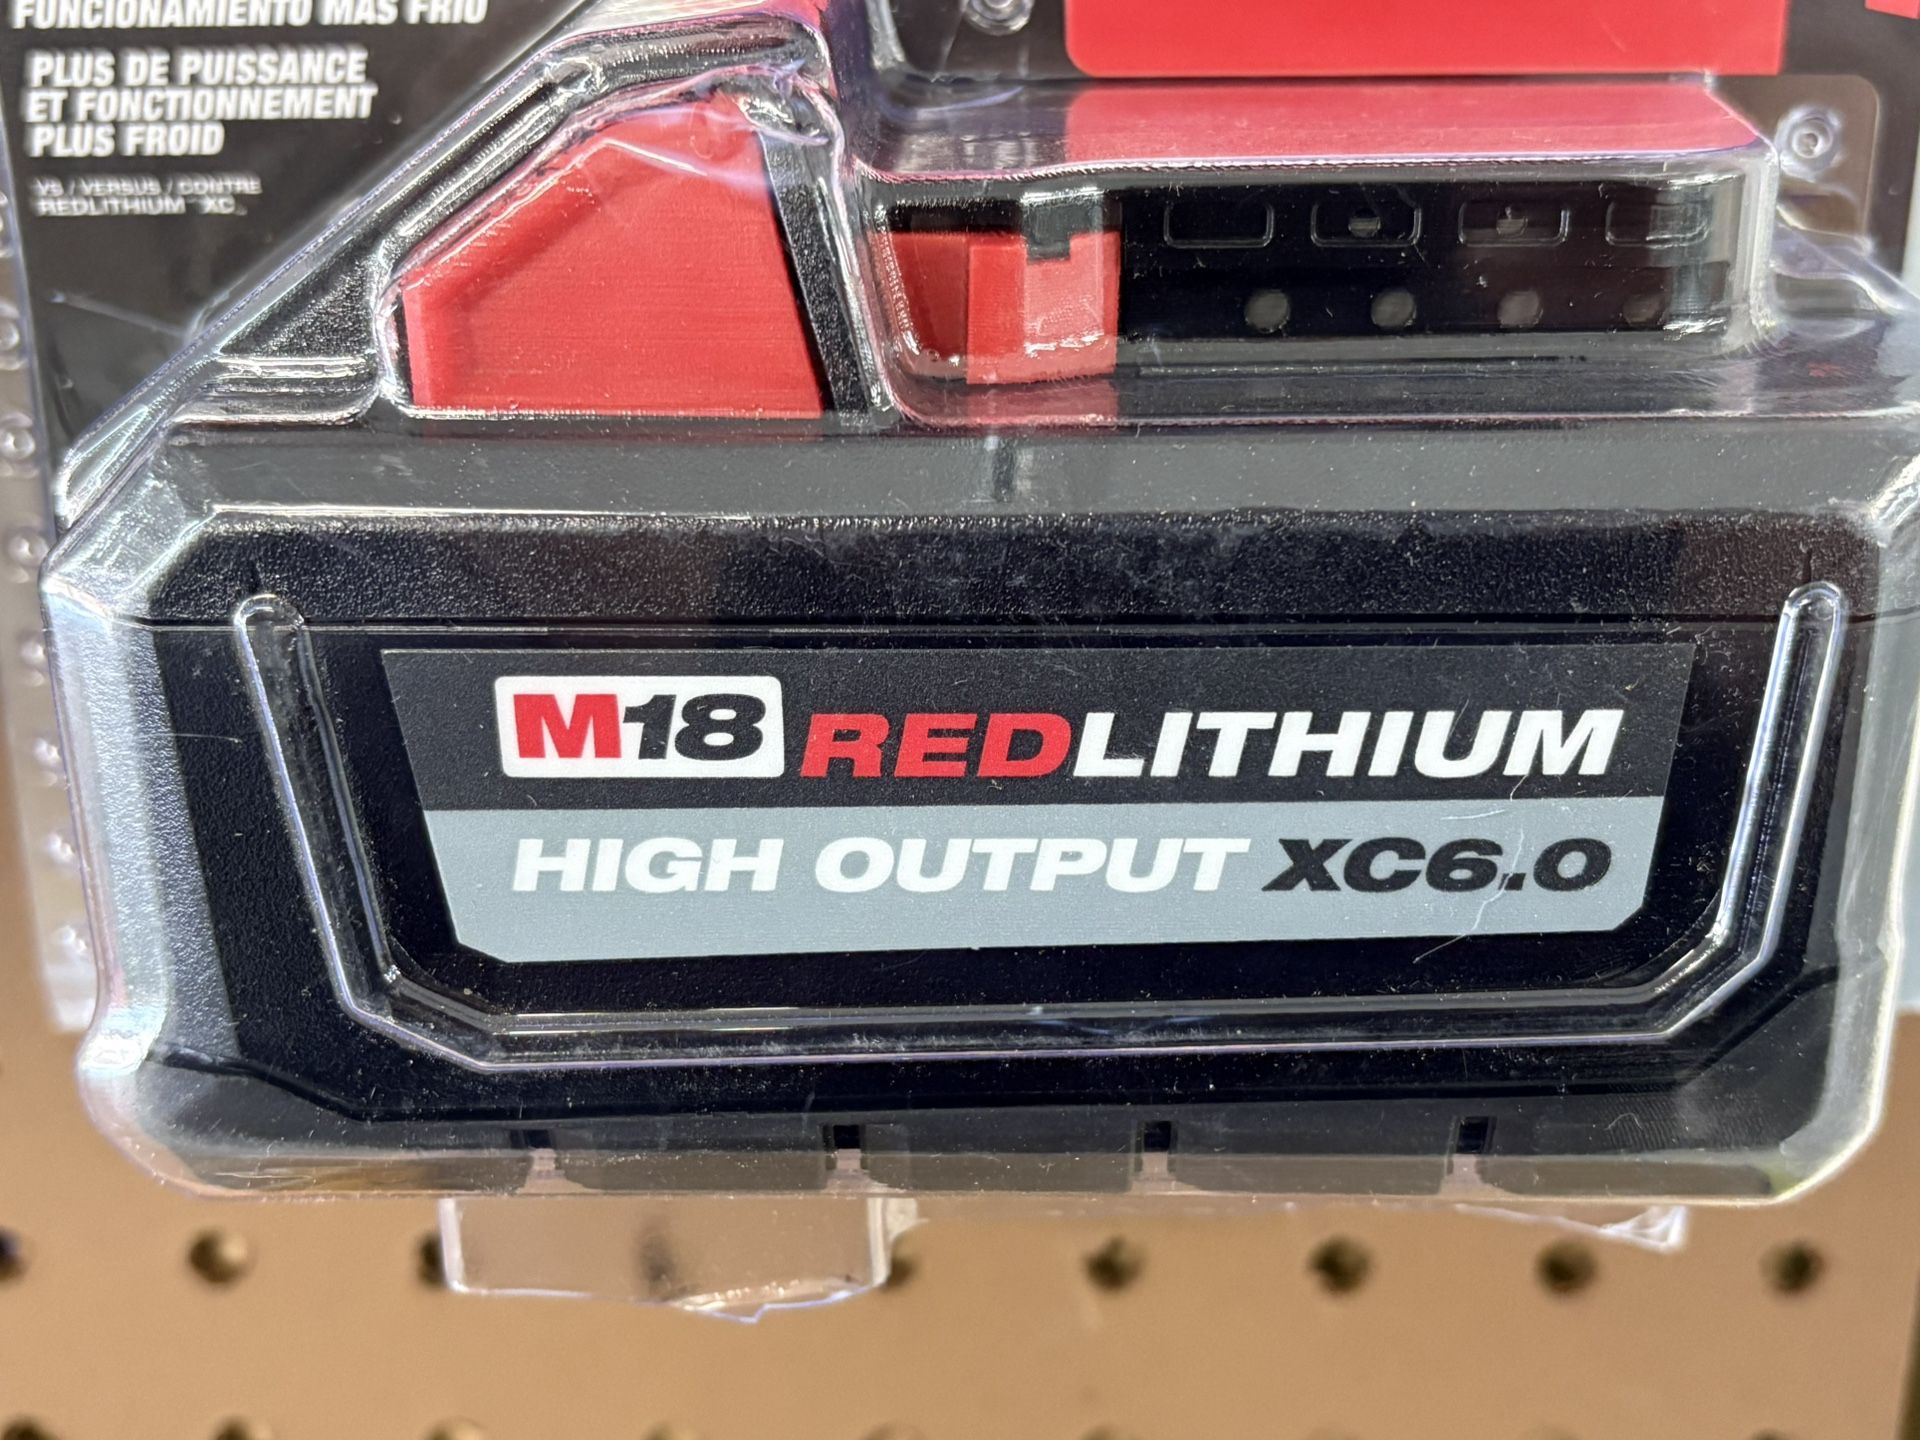 FUNCIONAMIENTO MÁS FRÍO
PLUS DE PUISSANCE
ET FONCTIONNEMENT
PLUS FROID
VS / VERSUS / CONTRE
REDLITHIUM™ XC
M18 REDLITHIUM
HIGH OUTPUT XC6.0